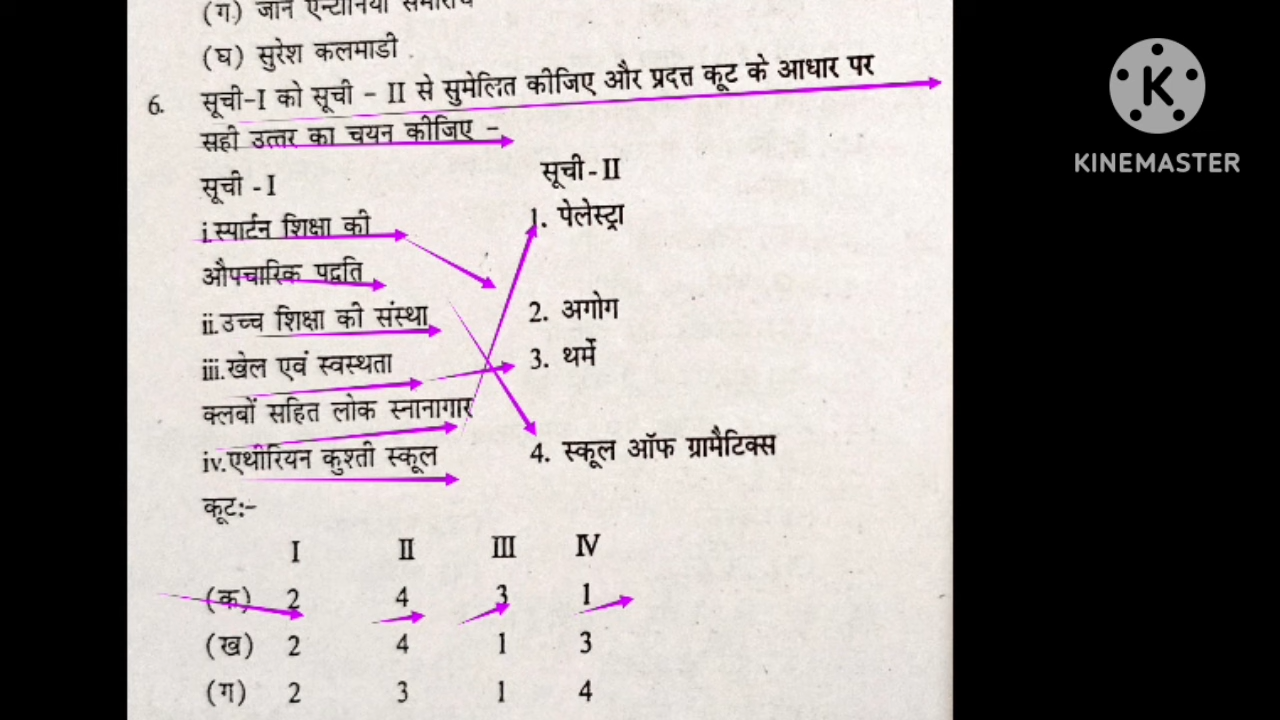 (ग) जॉन एन्टोनियो समारांच
(घ) सुरेश कलमाडी
6. सूची-I को सूची - II से सुमेलित कीजिए और प्रदत्त कूट के आधार पर
सही उत्तर का चयन कीजिए -
सूची -I सूची-II
i.स्पार्टन शिक्षा की 1. पेलेस्ट्रा
औपचारिक पद्वति
ii.उच्च शिक्षा की संस्था 2. अगोग
iii.खेल एवं स्वस्थता 3. थर्मे
क्लबों सहित लोक स्नानागार
iv.एथीरियन कुश्ती स्कूल 4. स्कूल ऑफ ग्रामैटिक्स
कूट:-
I II III IV
(क) 2 4 3 1
(ख) 2 4 1 3
(ग) 2 3 1 4
K
KINEMASTER